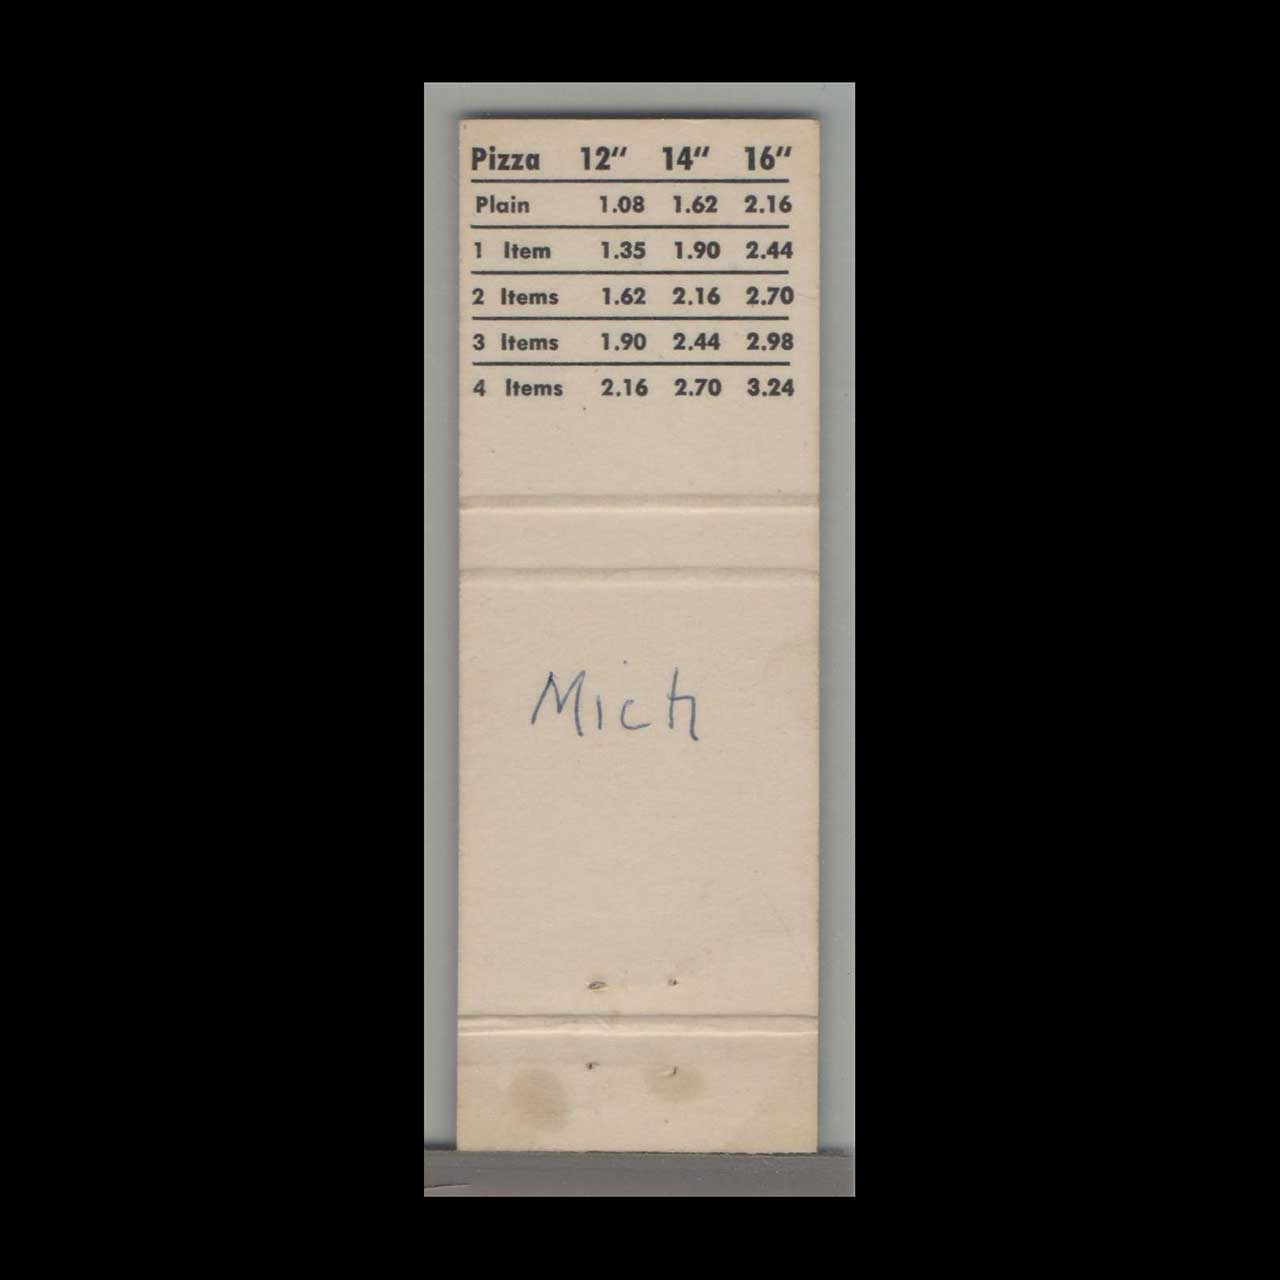 Pizza 12" 14" 16"
Plain 1.08 1.62 2.16
1 Item 1.35 1.90 2.44
2 Items 1.62 2.16 2.70
3 Items 1.90 2.44 2.98
4 Items 2.16 2.70 3.24
Mich